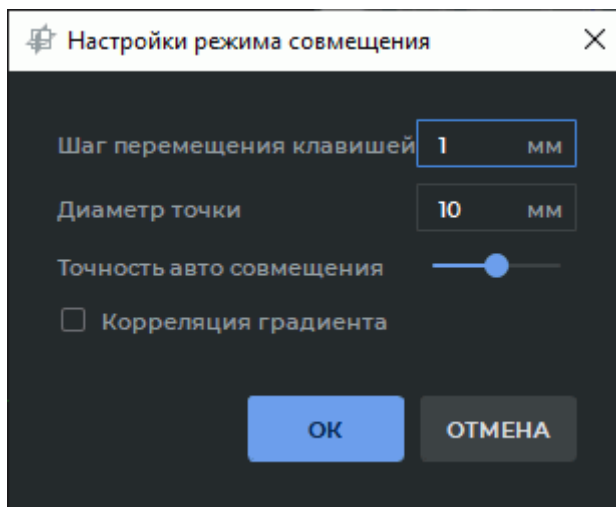 Настройки режима совмещения
Шаг перемещения клавишей 1 мм
Диаметр точки 10 мм
Точность авто совмещения
Корреляция градиента
ОК ОТМЕНА